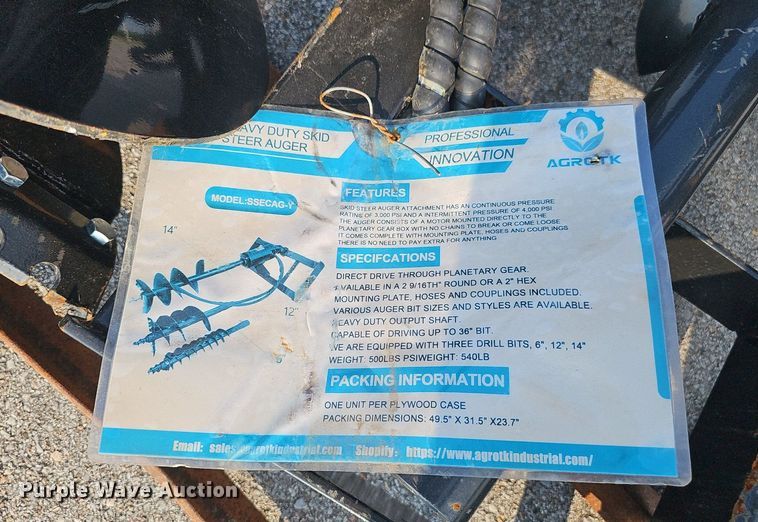 HEAVY DUTY SKID
STEER AUGER
PROFESSIONAL
INNOVATION
AGROTK
MODEL:SSECAG-Y
FEATURES
SKID STEER AUGER ATTACHMENT HAS AN CONTINUOUS PRESSURE
RATING OF 3,000 PSI AND A INTERMITTENT PRESSURE OF 4,000 PSI
THE AUGER CONSISTS OF A MOTOR MOUNTED DIRECTLY TO THE
PLANETARY GEAR BOX WITH NO CHAINS TO BREAK OR COME LOOSE
IT COMES COMPLETE WITH MOUNTING PLATE, HOSES AND COUPLINGS
THERE IS NO NEED TO PAY EXTRA FOR ANYTHING
14"
12"
SPECIFCATIONS
DIRECT DRIVE THROUGH PLANETARY GEAR.
AVAILABLE IN A 2 9/16TH" ROUND OR A 2" HEX
MOUNTING PLATE, HOSES AND COUPLINGS INCLUDED.
VARIOUS AUGER BIT SIZES AND STYLES ARE AVAILABLE.
HEAVY DUTY OUTPUT SHAFT.
CAPABLE OF DRIVING UP TO 36" BIT.
WE ARE EQUIPPED WITH THREE DRILL BITS, 6", 12", 14"
WEIGHT: 500LBS PSIWEIGHT: 540LB
PACKING INFORMATION
ONE UNIT PER PLYWOOD CASE
PACKING DIMENSIONS: 49.5" X 31.5" X23.7"
Email: sales@agrotkindustrial.com Shopify: https://www.agrotkindustrial.com/
Purple Wave Auction